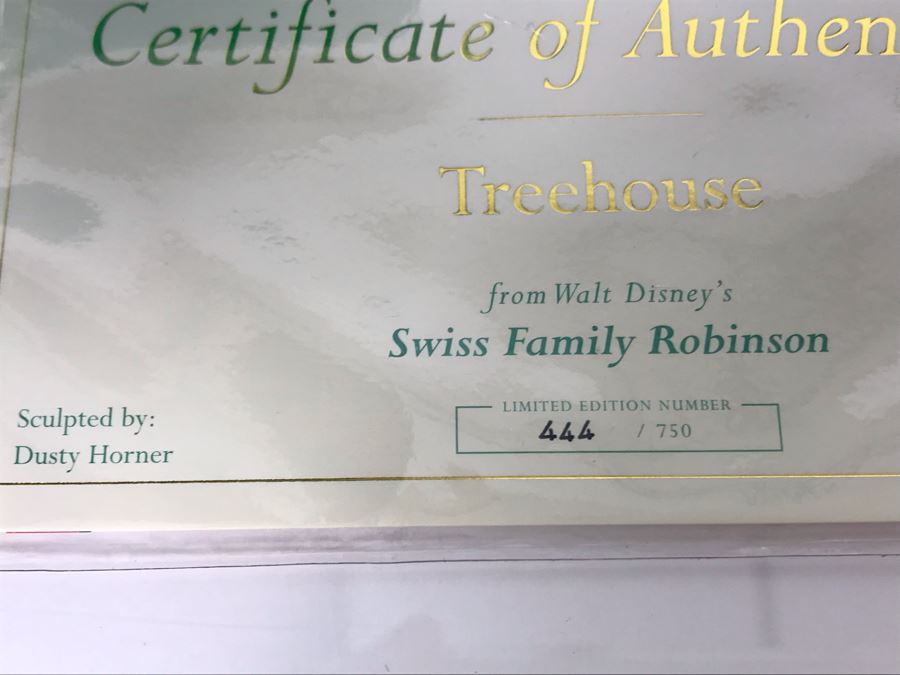 Certificate of Authen
Treehouse
from Walt Disney's
Swiss Family Robinson
LIMITED EDITION NUMBER
444 / 750
Sculpted by:
Dusty Horner